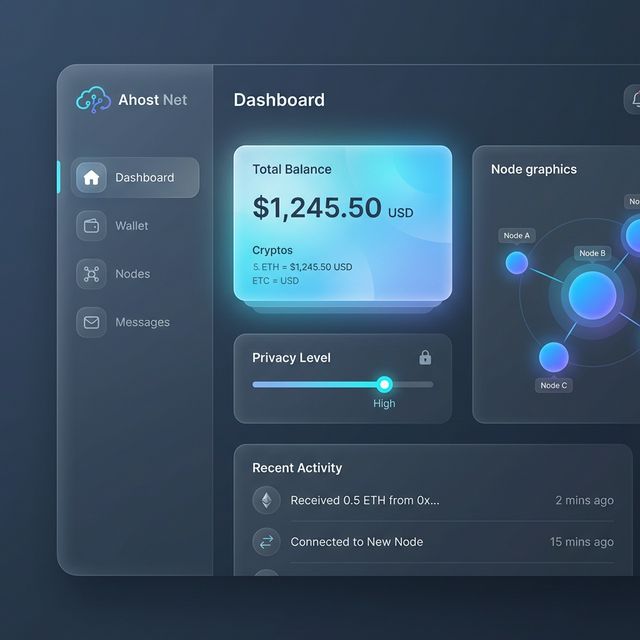 Ahost Net
Dashboard
Dashboard
Wallet
Nodes
Messages
Total Balance
$1,245.50 USD
Cryptos
5. ETH = $1,245.50 USD
ETC = USD
Privacy Level
High
Node graphics
No
Node A
Node B
Node C
Recent Activity
Received 0.5 ETH from 0x...
2 mins ago
Connected to New Node
15 mins ago